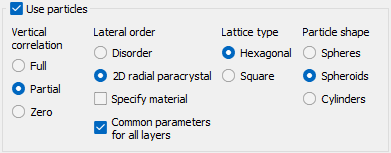 Use particles
Vertical
correlation
Full
Partial
Zero
Lateral order
Disorder
2D radial paracrystal
Specify material
Common parameters
for all layers
Lattice type
Hexagonal
Square
Particle shape
Spheres
Spheroids
Cylinders